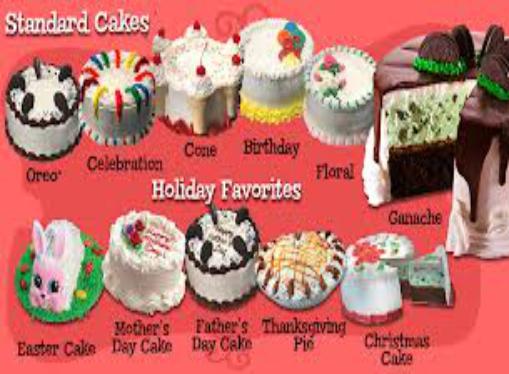 Standard Cakes
Oreo®
Celebration
Cone
Birthday
Floral
Ganache
Holiday Favorites
Easter Cake
Mother's
Day Cake
Father's
Day Cake
Thanksgiving
Pie
Christmas
Cake